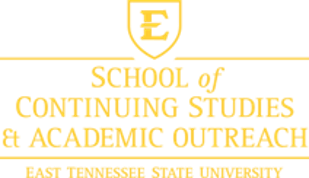 E
SCHOOL of
CONTINUING STUDIES
& ACADEMIC OUTREACH
EAST TENNESSEE STATE UNIVERSITY